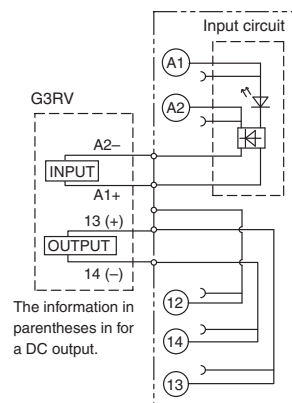 Input circuit
A1
G3RV
A2
A2–
INPUT
A1+
13 (+)
OUTPUT
14 (–)
The information in
parentheses in for
a DC output.
12
14
13